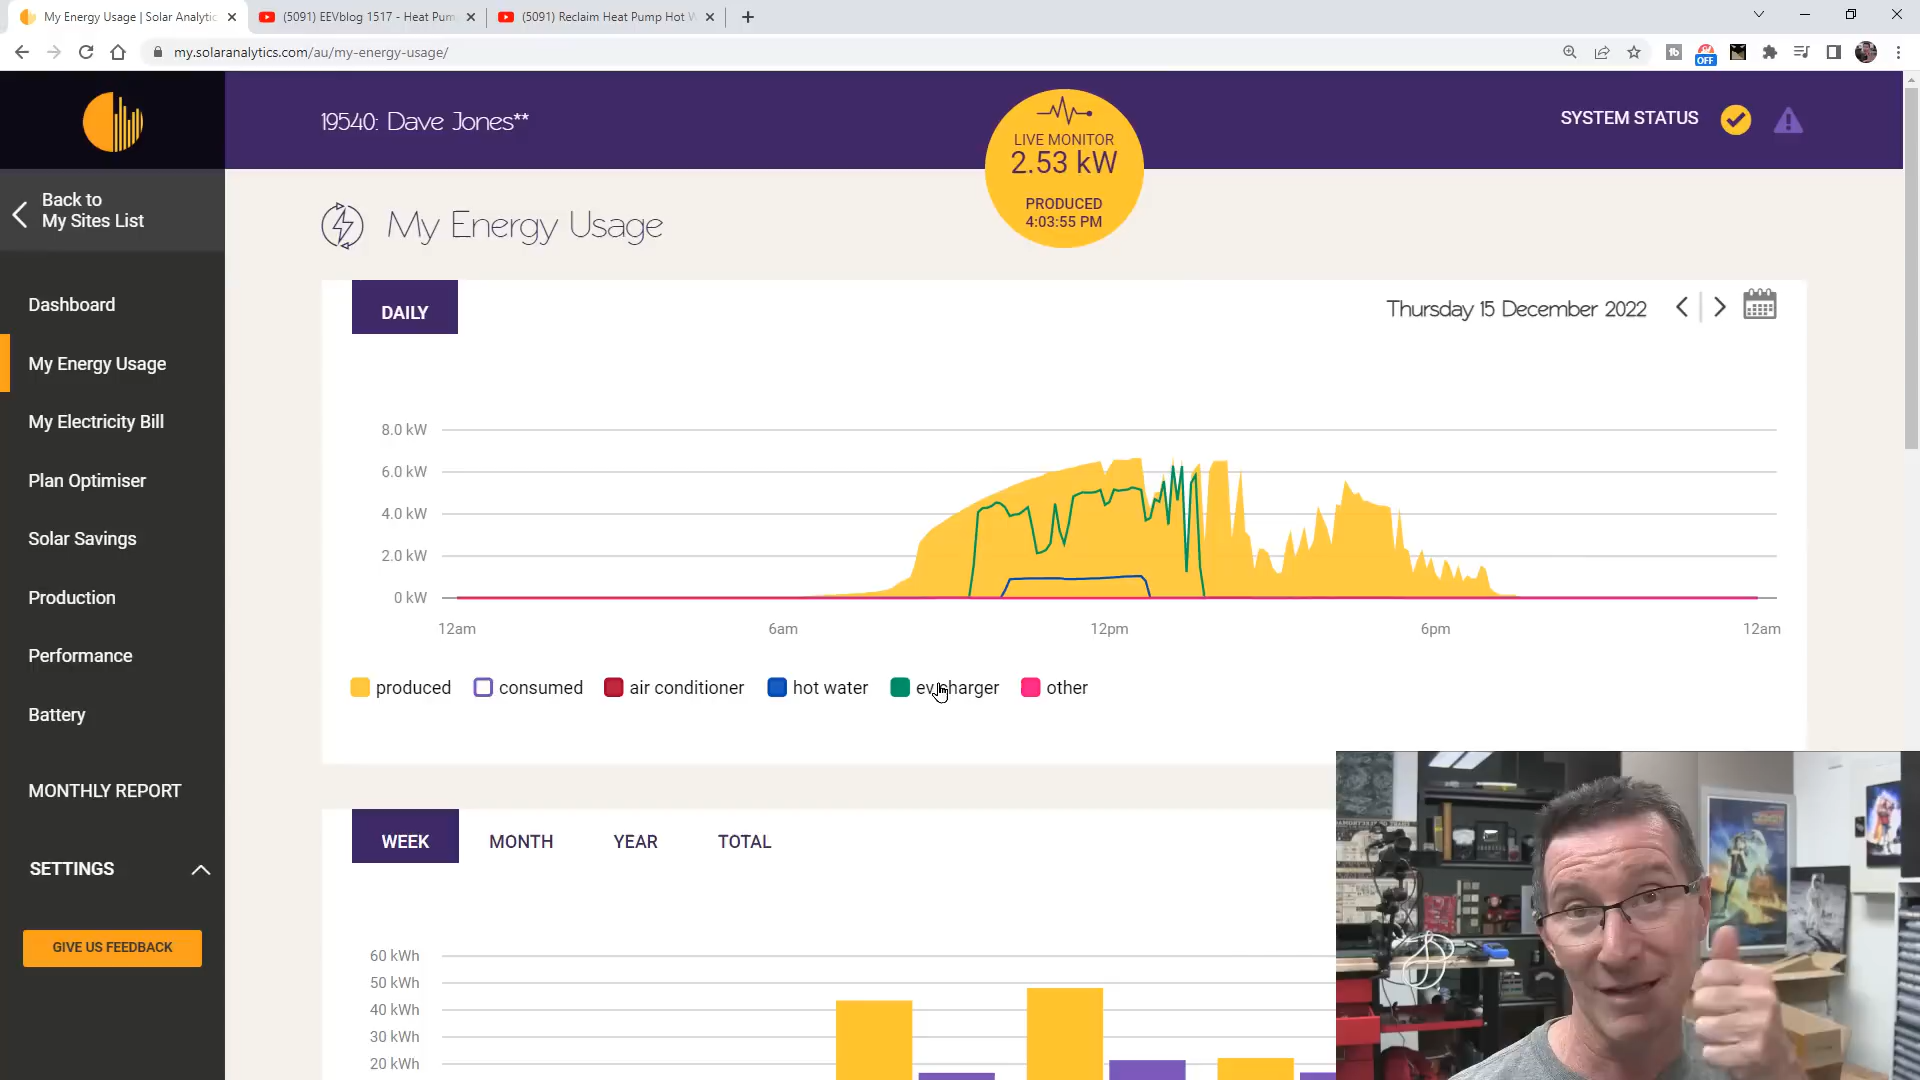 My Energy Usage | Solar Analytic
(5091) EEVblog 1517 - Heat Pum
(5091) Reclaim Heat Pump Hot W
my.solaranalytics.com/au/my-energy-usage/
OFF
19540: Dave Jones**
LIVE MONITOR
2.53 kW
PRODUCED
4:03:55 PM
SYSTEM STATUS
Back to
My Sites List
My Energy Usage
Dashboard
My Energy Usage
My Electricity Bill
Plan Optimiser
Solar Savings
Production
Performance
Battery
MONTHLY REPORT
SETTINGS
GIVE US FEEDBACK
DAILY
Thursday 15 December 2022
8.0 kW
6.0 kW
4.0 kW
2.0 kW
0 kW
12am
6am
12pm
6pm
12am
produced
consumed
air conditioner
hot water
ev charger
other
WEEK
MONTH
YEAR
TOTAL
60 kWh
50 kWh
40 kWh
30 kWh
20 kWh